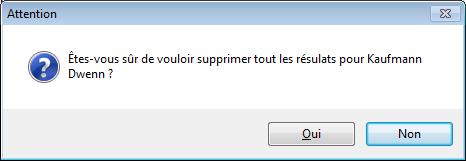 Attention
Êtes-vous sûr de vouloir supprimer tout les résulats pour Kaufmann
Dwenn ?
Oui
Non